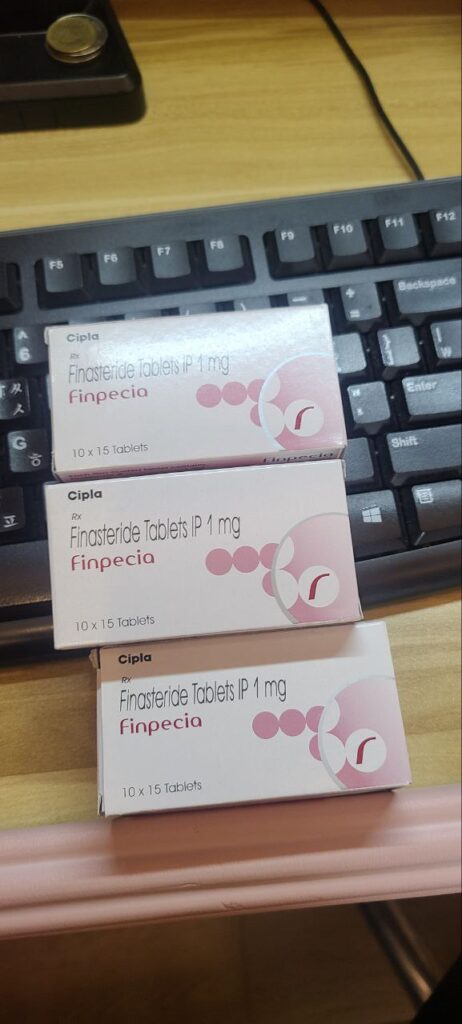 F5 F6 F7 F8 F9 F10 F11 F12
Backspace
+
=
6
Enter
G
ㅎ
Shift
Cipla
Rx
Finasteride Tablets IP 1 mg
Finpecia
10 x 15 Tablets
Finpecia
Cipla
Rx
Finasteride Tablets IP 1 mg
Finpecia
10 x 15 Tablets
Cipla
Rx
Finasteride Tablets IP 1 mg
Finpecia
10 x 15 Tablets